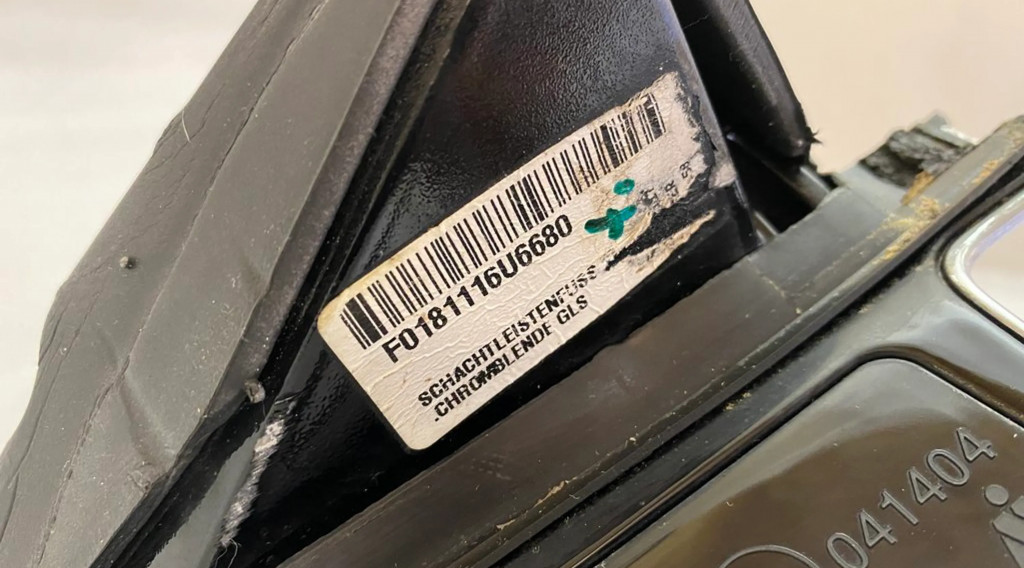 F0181116U6680
SCHACHTLEISTENFUSS
.CHROMBLENDE GLS
041404